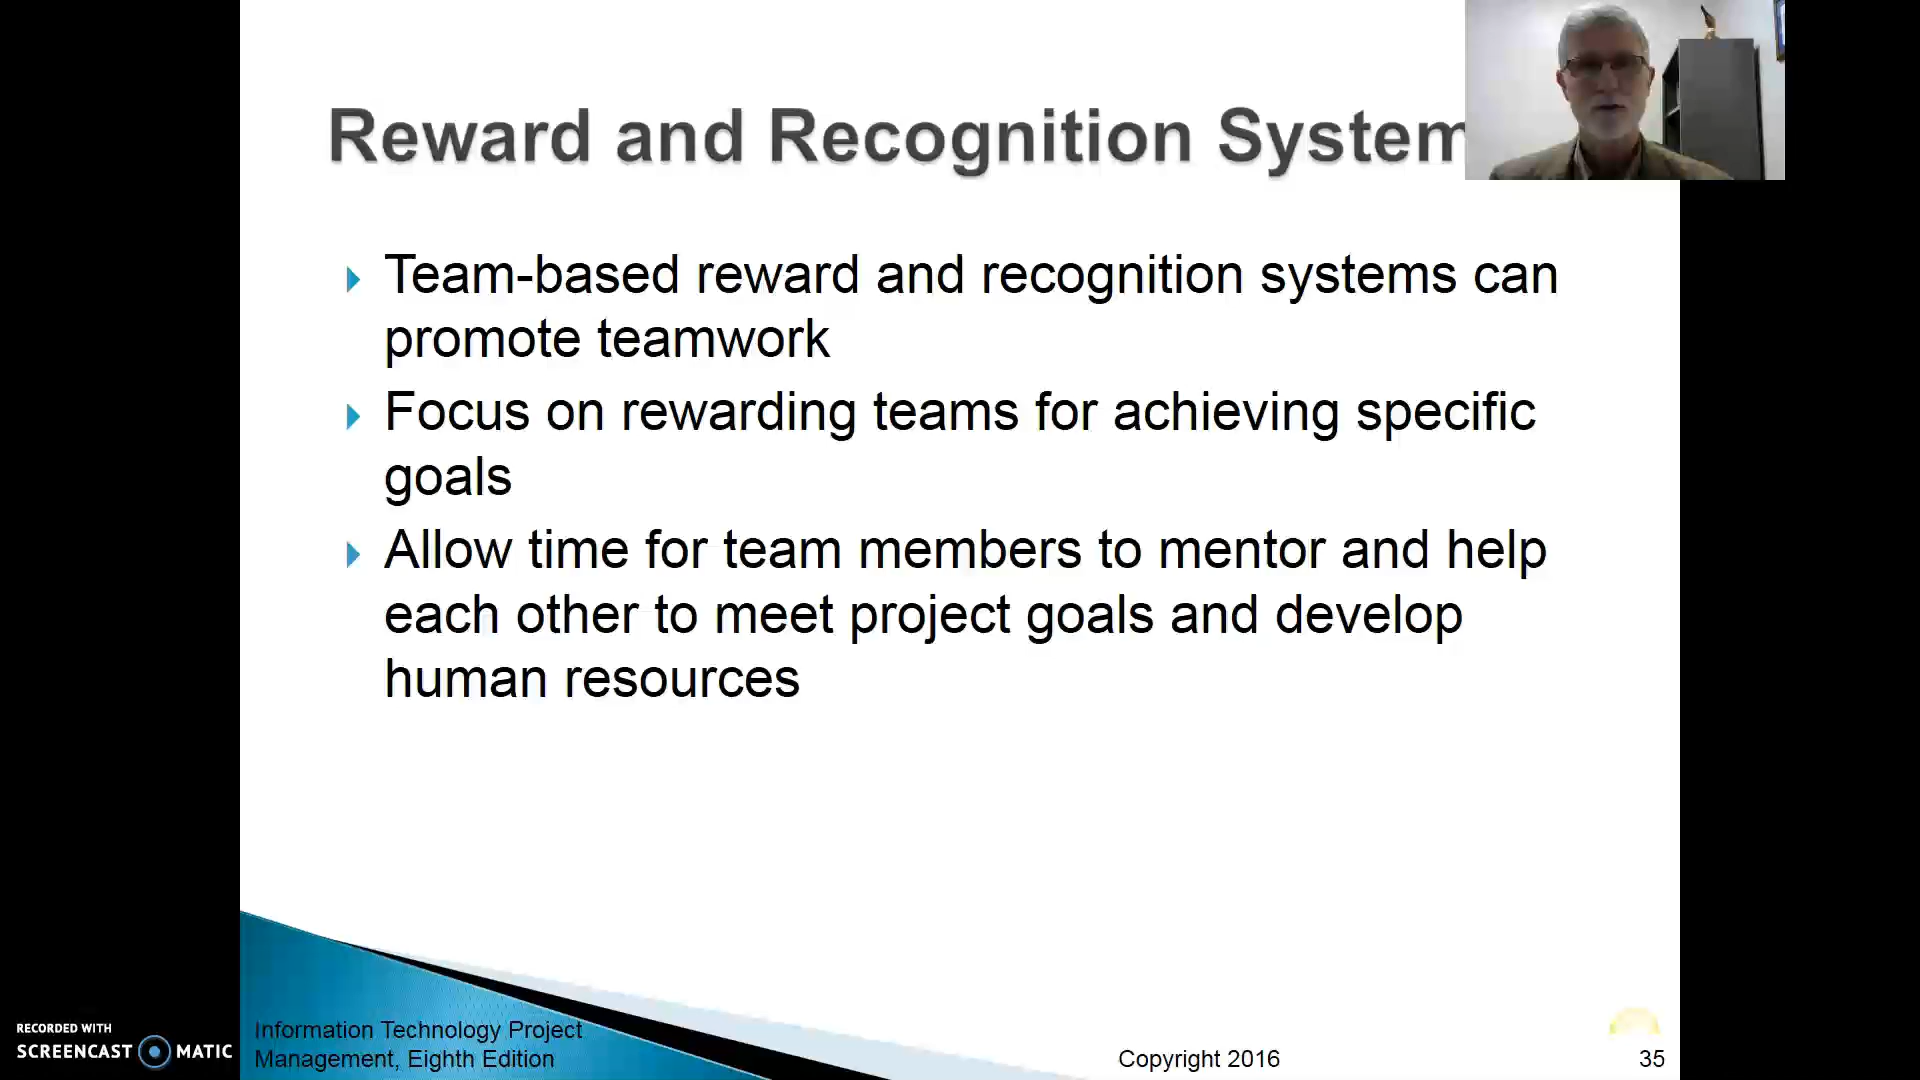 Reward and Recognition System
Team-based reward and recognition systems can
promote teamwork
Focus on rewarding teams for achieving specific
goals
Allow time for team members to mentor and help
each other to meet project goals and develop
human resources
RECORDED WITH
SCREENCAST MATIC
Information Technology Project
Management, Eighth Edition
Copyright 2016
35